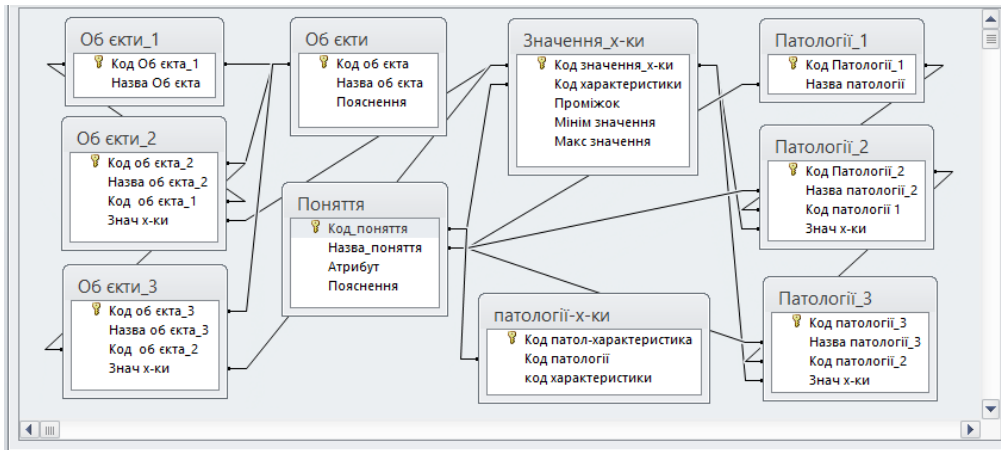 Об єкти_1
Код Об єкта_1
Назва Об єкта
Об єкти
Код об єкта
Назва об єкта
Пояснення
Значення_х-ки
Код значення_х-ки
Код характеристики
Проміжок
Мінім значення
Макс значення
Патології_1
Код Патології_1
Назва патології
Об єкти_2
Код об єкта_2
Назва об єкта_2
Код  об єкта_1
Знач х-ки
Патології_2
Код Патології_2
Назва патології_2
Код патології 1
Знач х-ки
Поняття
Код_поняття
Назва_поняття
Атрибут
Пояснення
Об єкти_3
Код об єкта_3
Назва об єкта_3
Код  об єкта_2
Знач х-ки
патології-х-ки
Код патол-характеристика
Код патології
код характеристики
Патології_3
Код патології_3
Назва патології_3
Код патології_2
Знач х-ки